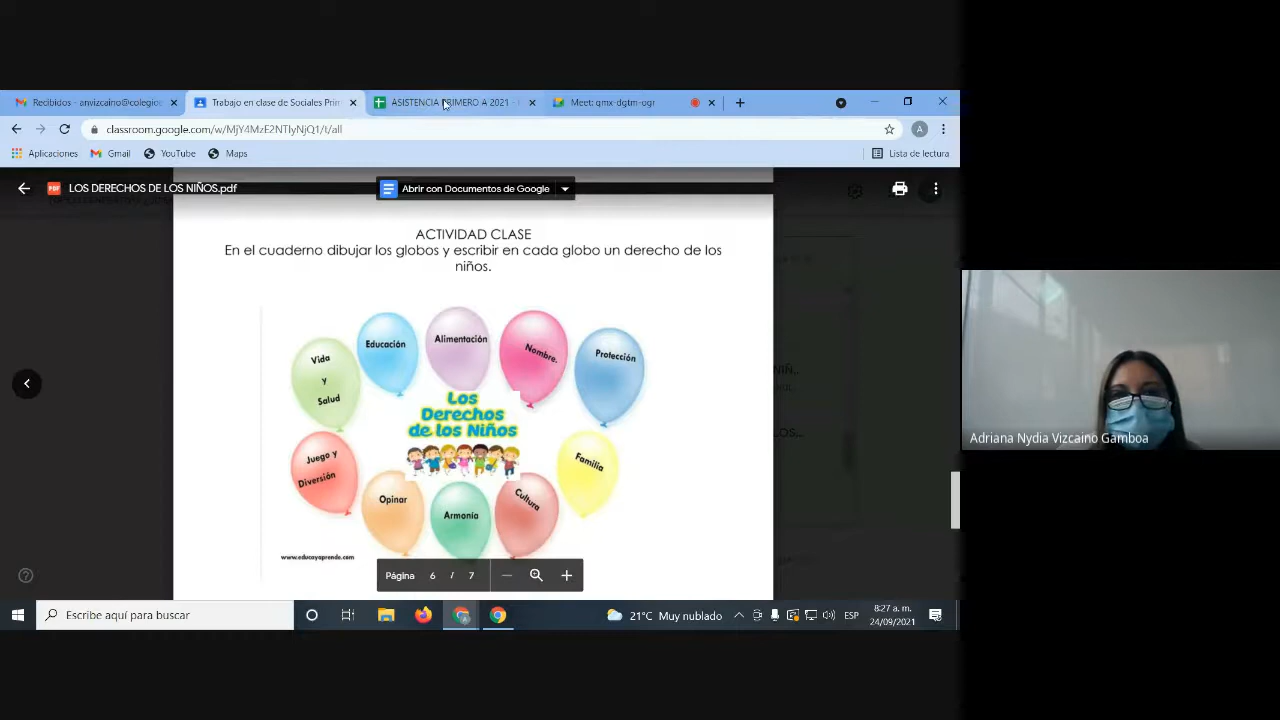 Recibidos - anvizcaino@colegios
Trabajo en clase de Sociales Prim
ASISTENCIA PRIMERO A 2021 -
Meet: qmx-dgtm-ogr
classroom.google.com/w/MjY4MzE2NTIyNjQ1/t/all
Aplicaciones
Gmail
YouTube
Maps
Lista de lectura
LOS DERECHOS DE LOS NIÑOS.pdf
Abrir con Documentos de Google
ACTIVIDAD CLASE
En el cuaderno dibujar los globos y escribir en cada globo un derecho de los
niños.
Vida
y
Salud
Educación
Alimentación
Nombre.
Protección
Los
Derechos
de los Niños
Juego y
Diversión
Opinar
Armonía
Cultura
Familia
www.educayaprende.com
Página 6 / 7
Adriana Nydia Vizcaino Gamboa
Escribe aquí para buscar
21°C Muy nublado
ESP
8:27 a. m.
24/09/2021